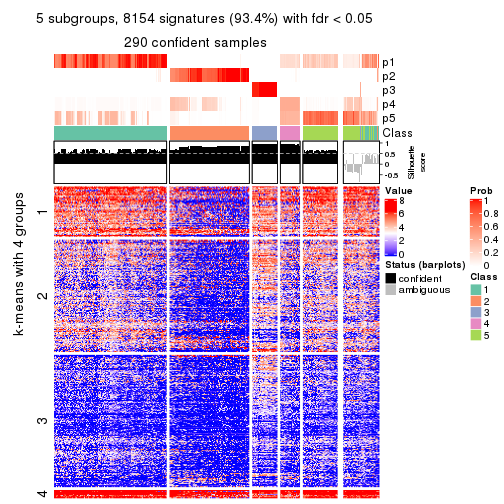 5 subgroups, 8154 signatures (93.4%) with fdr < 0.05
290 confident samples
p1
p2
p3
p4
p5
Class
1
0.5
0
-0.5
Silhouette
score
k-means with 4 groups
1
2
3
4
Value
8
6
4
2
0
Status (barplots)
confident
ambiguous
Prob
1
0.8
0.6
0.4
0.2
0
Class
1
2
3
4
5